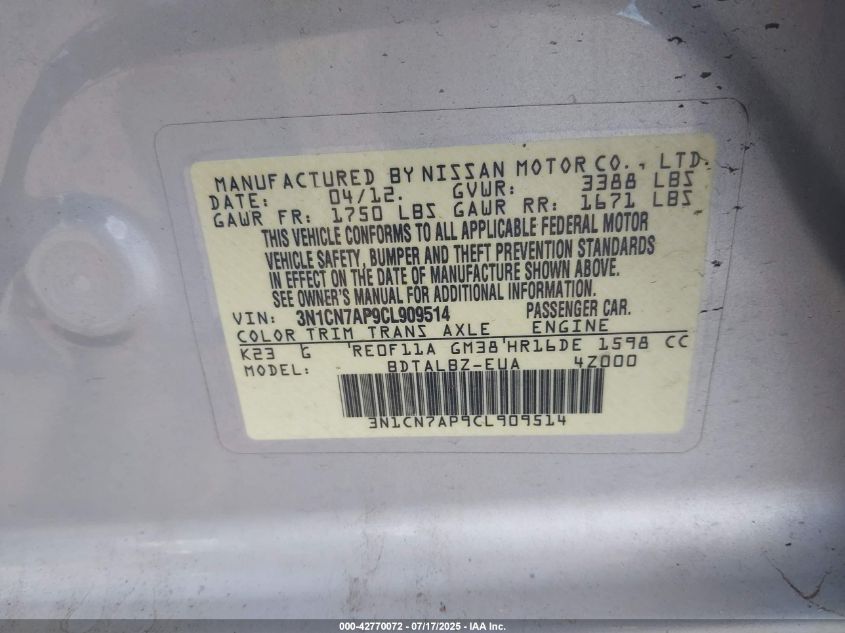 MANUFACTURED BY NISSAN MOTOR CO., LTD.
DATE: 04/12. GVWR: 3388 LBS
GAWR FR: 1750 LBS GAWR RR: 1671 LBS
THIS VEHICLE CONFORMS TO ALL APPLICABLE FEDERAL MOTOR
VEHICLE SAFETY, BUMPER AND THEFT PREVENTION STANDARDS
IN EFFECT ON THE DATE OF MANUFACTURE SHOWN ABOVE.
SEE OWNER'S MANUAL FOR ADDITIONAL INFORMATION.
VIN: 3N1CN7AP9CL909514 PASSENGER CAR.
COLOR TRIM TRANS AXLE ENGINE
K23 G RE0F11A GM38 HR16DE 1598 CC
MODEL: BDTALBZ-EUA 4Z000
3N1CN7AP9CL909514
000-42770072 - 07/17/2025 - IAA Inc.